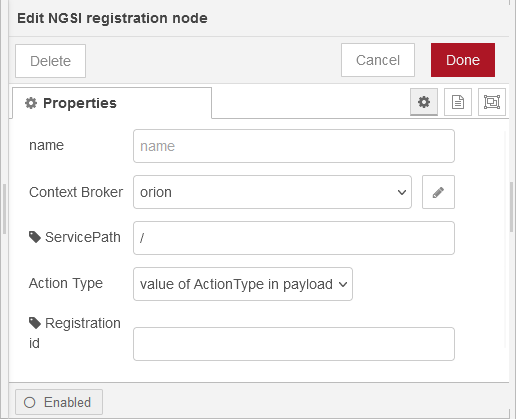 Edit NGSI registration node
Delete
Cancel
Done
Properties
name
name
Context Broker
orion
ServicePath
/
Action Type
value of ActionType in payload
Registration
id
Enabled